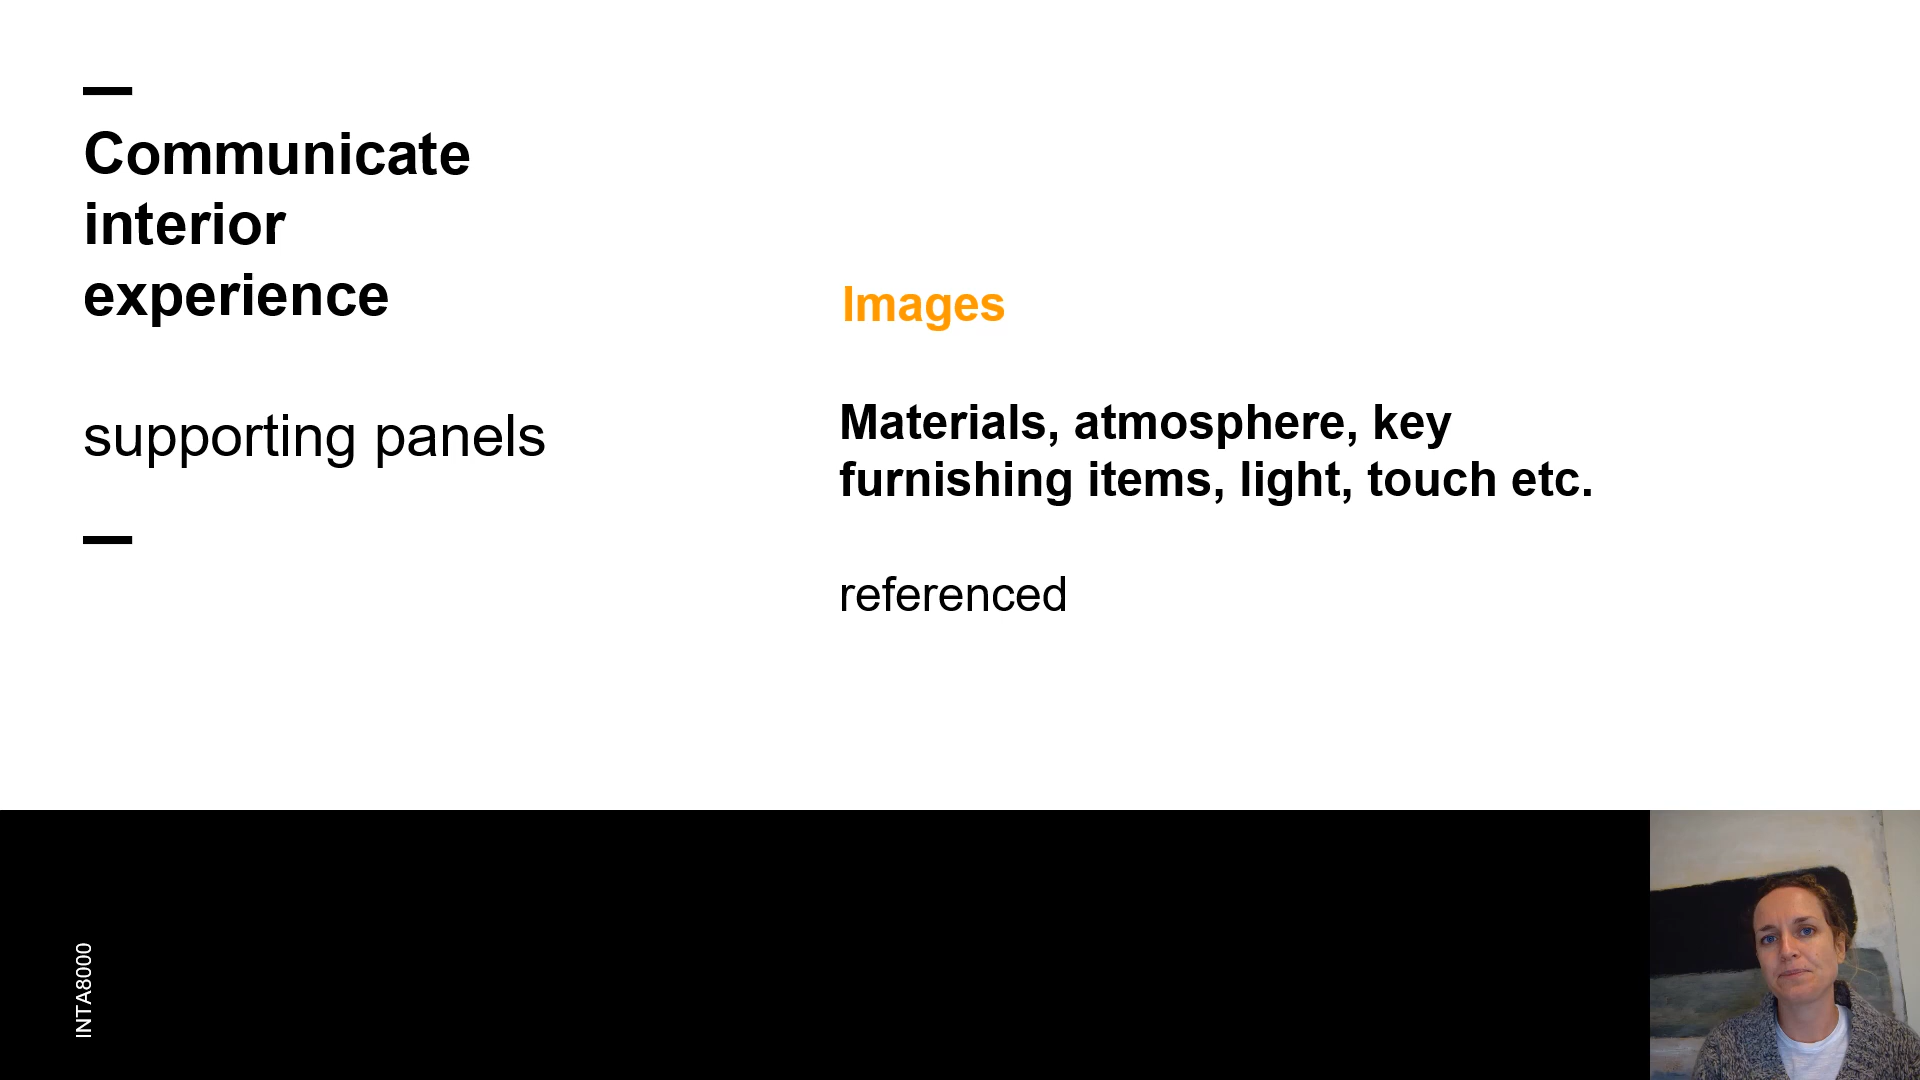 Communicate
interior
experience
supporting panels
Images
Materials, atmosphere, key
furnishing items, light, touch etc.
referenced
INTA8000